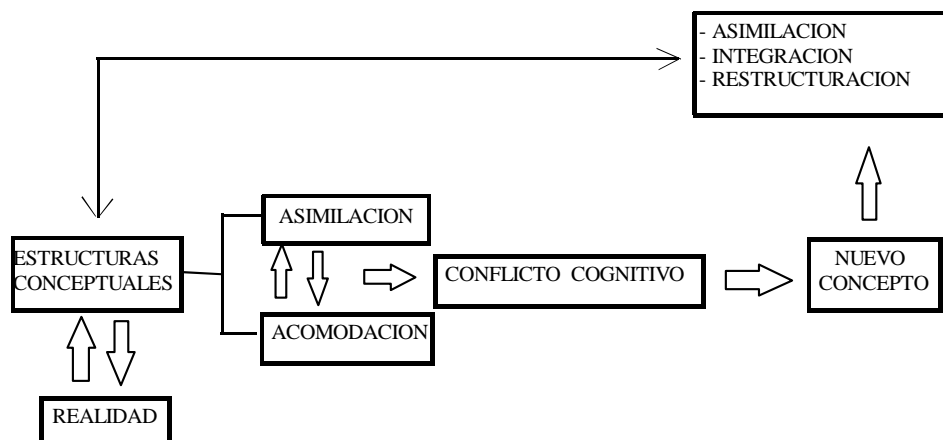 - ASIMILACION
- INTEGRACION
- RESTRUCTURACION
ASIMILACION
ESTRUCTURAS
CONCEPTUALES
CONFLICTO COGNITIVO
NUEVO
CONCEPTO
ACOMODACION
REALIDAD